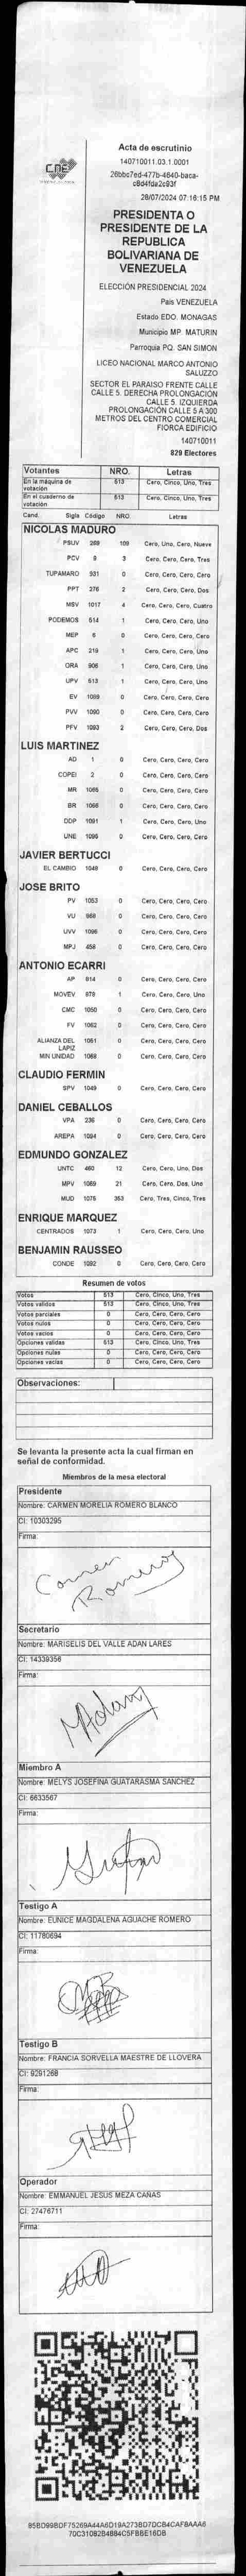 CNE
Acta de escrutinio
140710011.03.1.0001
26bbc7ed-477b-4640-baca-
c8d4fda2c93f
28/07/2024 07:16:15 PM
PRESIDENTA O
PRESIDENTE DE LA
REPUBLICA
BOLIVARIANA DE
VENEZUELA
ELECCIÓN PRESIDENCIAL 2024
País VENEZUELA
Estado EDO. MONAGAS
Municipio MP. MATURIN
Parroquia PQ. SAN SIMON
LICEO NACIONAL MARCO ANTONIO
SALUZZO
SECTOR EL PARAISO FRENTE CALLE
CALLE 5. DERECHA PROLONGACIÓN
CALLE 5. IZQUIERDA
PROLONGACIÓN CALLE 5 A 300
METROS DEL CENTRO COMERCIAL
FIORCA EDIFICIO
140710011
829 Electores
Votantes NRO. Letras
En la máquina de votación 513 Cero, Cinco, Uno, Tres
En el cuaderno de votación 513 Cero, Cinco, Uno, Tres
Cand. Sigla Código NRO. Letras
NICOLAS MADURO
PSUV 269 109 Cero, Uno, Cero, Nueve
PCV 9 3 Cero, Cero, Cero, Tres
TUPAMARO 931 0 Cero, Cero, Cero, Cero
PPT 276 2 Cero, Cero, Cero, Dos
MSV 1017 4 Cero, Cero, Cero, Cuatro
PODEMOS 514 1 Cero, Cero, Cero, Uno
MEP 6 0 Cero, Cero, Cero, Cero
APC 219 1 Cero, Cero, Cero, Uno
ORA 906 1 Cero, Cero, Cero, Uno
UPV 613 1 Cero, Cero, Cero, Uno
EV 1089 0 Cero, Cero, Cero, Cero
PVV 1090 0 Cero, Cero, Cero, Cero
PFV 1093 2 Cero, Cero, Cero, Dos
LUIS MARTINEZ
AD 1 0 Cero, Cero, Cero, Cero
COPEI 2 0 Cero, Cero, Cero, Cero
MR 1065 0 Cero, Cero, Cero, Cero
BR 1066 0 Cero, Cero, Cero, Cero
DDP 1091 1 Cero, Cero, Cero, Uno
UNE 1095 0 Cero, Cero, Cero, Cero
JAVIER BERTUCCI
EL CAMBIO 1048 0 Cero, Cero, Cero, Cero
JOSE BRITO
PV 1053 0 Cero, Cero, Cero, Cero
VU 968 0 Cero, Cero, Cero, Cero
UVV 1096 0 Cero, Cero, Cero, Cero
MPJ 458 0 Cero, Cero, Cero, Cero
ANTONIO ECARRI
AP 914 0 Cero, Cero, Cero, Cero
MOVEV 878 1 Cero, Cero, Cero, Uno
CMC 1050 0 Cero, Cero, Cero, Cero
FV 1062 0 Cero, Cero, Cero, Cero
ALIANZA DEL LAPIZ 1061 0 Cero, Cero, Cero, Cero
MIN UNIDAD 1068 0 Cero, Cero, Cero, Cero
CLAUDIO FERMIN
SPV 1049 0 Cero, Cero, Cero, Cero
DANIEL CEBALLOS
VPA 236 0 Cero, Cero, Cero, Cero
AREPA 1094 0 Cero, Cero, Cero, Cero
EDMUNDO GONZALEZ
UNTC 460 12 Cero, Cero, Uno, Dos
MPV 1069 21 Cero, Cero, Dos, Uno
MUD 1075 353 Cero, Tres, Cinco, Tres
ENRIQUE MARQUEZ
CENTRADOS 1073 1 Cero, Cero, Cero, Uno
BENJAMIN RAUSSEO
CONDE 1092 0 Cero, Cero, Cero, Cero
Resumen de votos
Votos 513 Cero, Cinco, Uno, Tres
Votos validos 513 Cero, Cinco, Uno, Tres
Votos parciales 0 Cero, Cero, Cero, Cero
Votos nulos 0 Cero, Cero, Cero, Cero
Votos vacios 0 Cero, Cero, Cero, Cero
Opciones validas 513 Cero, Cinco, Uno, Tres
Opciones nulas 0 Cero, Cero, Cero, Cero
Opciones vacias 0 Cero, Cero, Cero, Cero
Observaciones:
Se levanta la presente acta la cual firman en
señal de conformidad.
Miembros de la mesa electoral
Presidente
Nombre: CARMEN MORELIA ROMERO BLANCO
CI: 10303295
Firma:
Carmen
Romero
Secretario
Nombre: MARISELIS DEL VALLE ADAN LARES
CI: 14339356
Firma:
Miembro A
Nombre: MELYS JOSEFINA GUATARASMA SANCHEZ
CI: 6633567
Firma:
Testigo A
Nombre: EUNICE MAGDALENA AGUACHE ROMERO
CI: 11780694
Firma:
Testigo B
Nombre: FRANCIA SORVELLA MAESTRE DE LLOVERA
CI: 9291268
Firma:
Operador
Nombre: EMMANUEL JESUS MEZA CAÑAS
CI: 27476711
Firma:
85BD99BDF75269A44A6D19A273BD7DCB4CAFBAAA6
70C31082B4884C5FBBE16DB